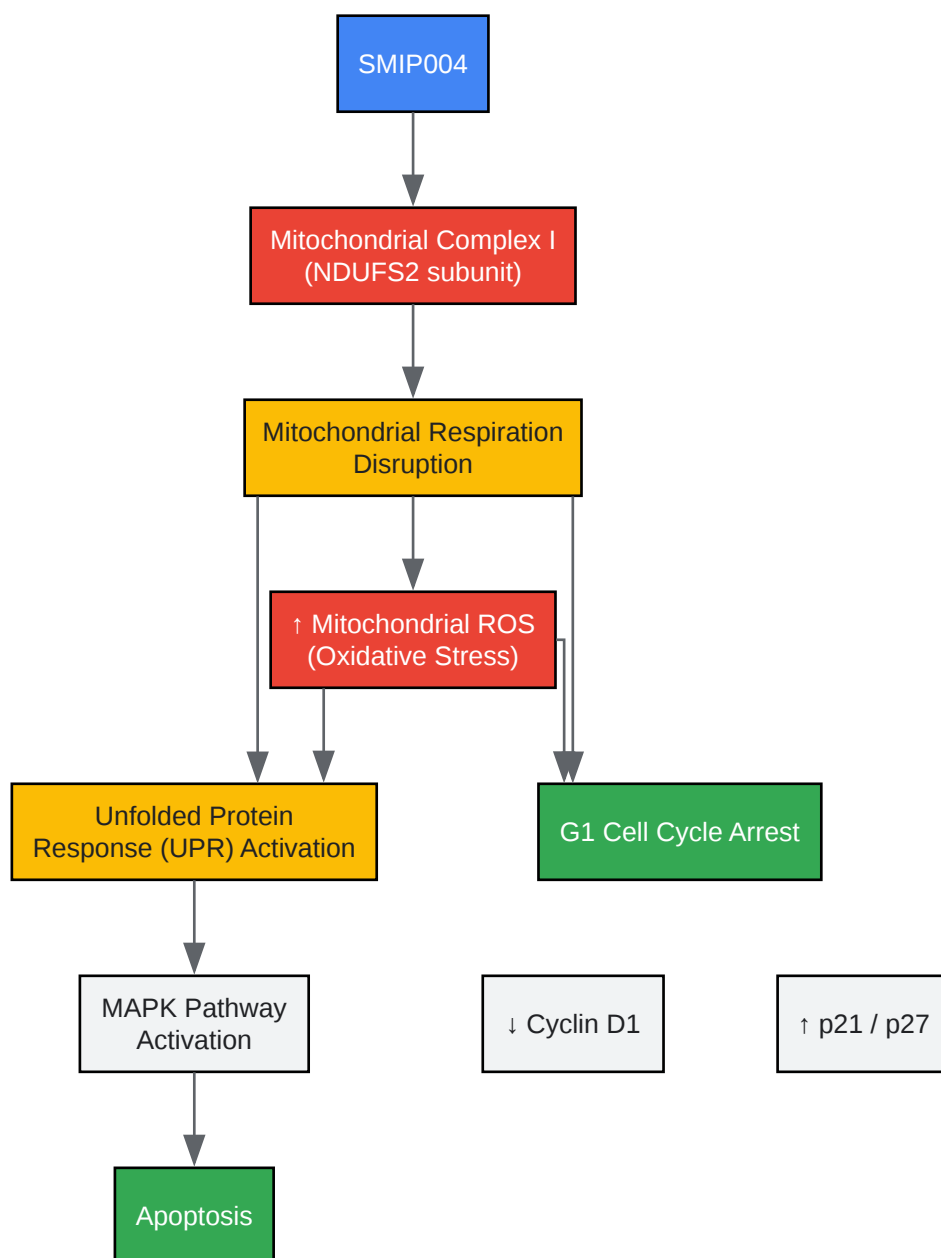 SMIP004
Mitochondrial Complex I
(NDUFS2 subunit)
Mitochondrial Respiration
Disruption
↑ Mitochondrial ROS
(Oxidative Stress)
Unfolded Protein
Response (UPR) Activation
G1 Cell Cycle Arrest
MAPK Pathway
Activation
↓ Cyclin D1
↑ p21 / p27
Apoptosis